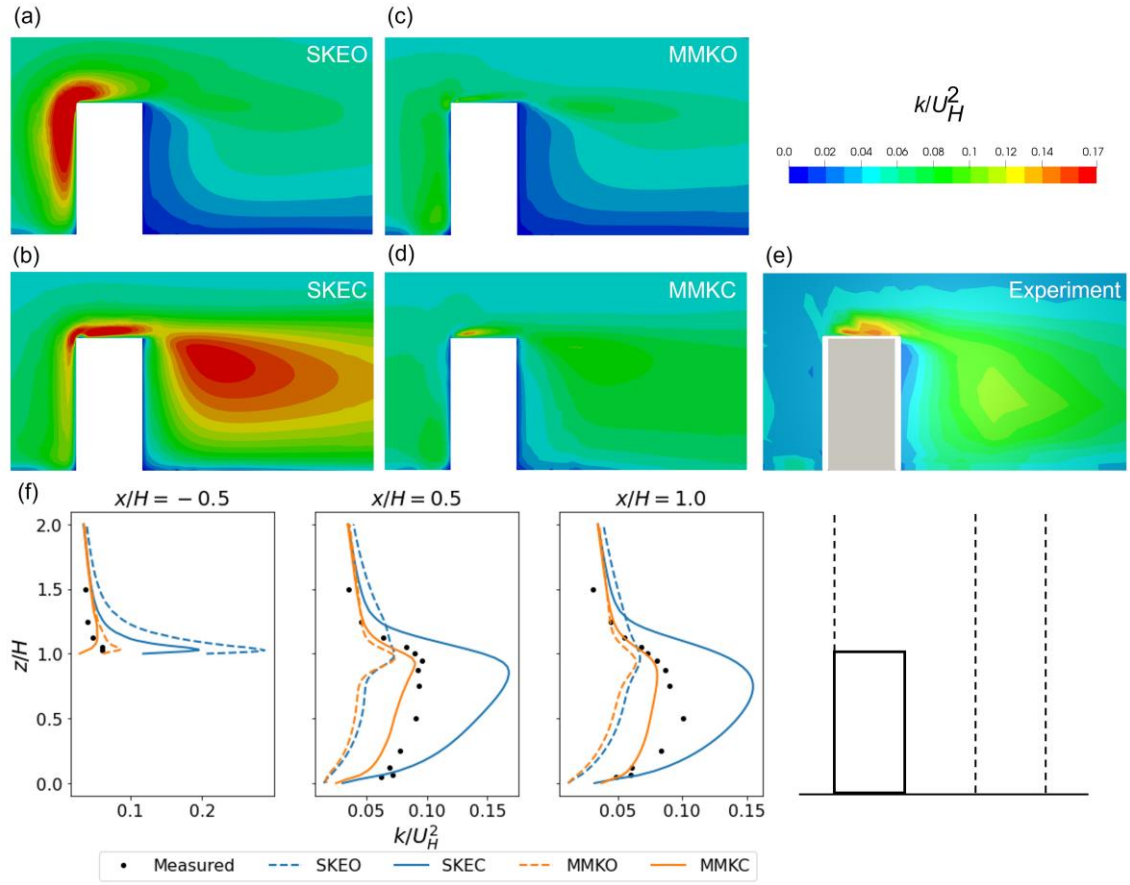 (a)
SKEO
(c)
MMKO
k/U_H^2
0.0 0.02 0.04 0.06 0.08 0.10 0.12 0.14 0.17
(b)
SKEC
(d)
MMKC
(e)
Experiment
(f)
x/H = − 0.5
x/H = 0.5
x/H = 1.0
z/H
2.0
1.5
1.0
0.5
0.0
0.1 0.2
0.05 0.10 0.15
0.05 0.10 0.15
k/U_H^2
Measured SKEO SKEC MMKO MMKC